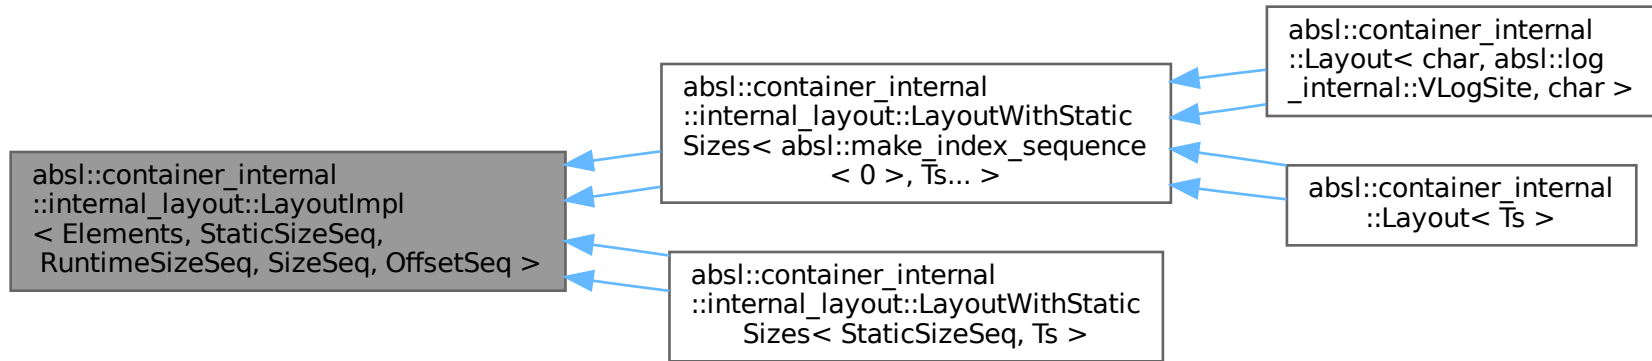 absl::container_internal
::internal_layout::LayoutImpl
< Elements, StaticSizeSeq,
RuntimeSizeSeq, SizeSeq, OffsetSeq >
absl::container_internal
::internal_layout::LayoutWithStatic
Sizes< absl::make_index_sequence
< 0 >, Ts... >
absl::container_internal
::internal_layout::LayoutWithStatic
Sizes< StaticSizeSeq, Ts >
absl::container_internal
::Layout< char, absl::log
_internal::VLogSite, char >
absl::container_internal
::Layout< Ts >